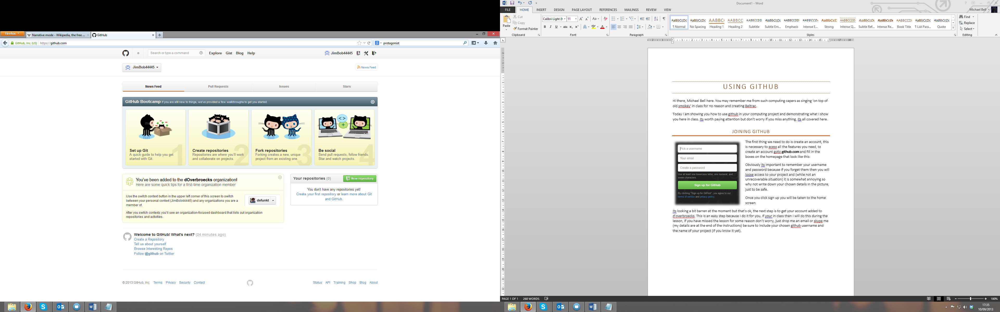 Firefox
Narrative mode - Wikipedia, the free ...
GitHub
GitHub, Inc. (US)
https://github.com
protagonist
Search or type a command
Explore Gist Blog Help
JimBob44445
JimBob44445
News Feed
News Feed Pull Requests Issues Stars
GitHub Bootcamp If you are still new to things, we've provided a few walkthroughs to get you started.
Set up Git
A quick guide to help you get
started with Git.
1
Create repositories
Repositories are where you'll work
and collaborate on projects.
2
Fork repositories
Forking creates a new, unique
project from an existing one.
3
Be social
Send pull requests, follow friends.
Star and watch projects.
4
You've been added to the dOverbroecks organization!
Here are some quick tips for a first-time organization member
Use the switch context button in the upper left corner of this screen to switch
between your personal context (JimBob44445) and any organizations you are a
member of.
defunkt
After you switch contexts you'll see an organization-focused dashboard that lists out organization
repositories and activities.
Your repositories (0)
New repository
You don't have any repositories yet!
Create your first repository or learn more about Git
and GitHub.
Welcome to GitHub! What's next? (24 minutes ago)
Create a Repository
Tell us about yourself
Browse Interesting Repos
Follow @github on Twitter
© 2013 GitHub, Inc. Terms Privacy Security Contact
Status API Training Shop Blog About
Document1 - Word
FILE HOME INSERT DESIGN PAGE LAYOUT REFERENCES MAILINGS REVIEW VIEW
Michael Bell
Paste
Cut
Copy
Format Painter
Clipboard
Calibri Light (H 11
Font
Paragraph
AaBbCcDc AaBbCcDc AABBC( AABBCC AABBCCDD AaBbCcDc AABBCCDD AABBCCDL AaBbCcD AABBCCDD AaBbCcDc AaBbCcDc AABBCCDI AaBbCcDc AaBbCcDc
¶ Normal No Spacing Heading 1 Heading 2 Subtitle Subtle Em... Emphasis Intense E... Strong Intense Q... Subtle Ref... Intense Re... Book Title ¶ List Para... Quote
Styles
Find
Replace
Select
Editing
USING GITHUB
Hi there, Michael Bell here. You may remember me from such computing capers as singing 'on top of
old smokey' in class for no reason and creating Beltrac.
Today I am showing you how to use github in your computing project and demonstrating what I show
you here in class. Its worth paying attention but don't worry if you miss anything, its all covered here.
JOINING GITHUB
Pick a username
Your email
Create a password
Use at least one lowercase letter, one numeral, and
seven characters.
Sign up for GitHub
By clicking "Sign up for GitHub", you agree to our
terms of service and privacy policy.
The first thing we need to do is create an account, this
is necessary to acess all the features you need, to
create an account goto github.com and fill in the
boxes on the homepage that look like this:
Obviously its important to remember your username
and password because if you forget them then you will
loose access to your project and (while not an
unrecoverable situation) it is somewhat annoying so
why not write down your chosen details in the picture,
just to be safe.
Once you click sign up you will be taken to the home
screen.
Its looking a bit barren at the moment but that's ok, the next step is to get your account added to
d'overbroecks. This is an easy step because I do it for you. If your in class then I will do this during the
lesson, if you have missed the lesson for some reason don't worry, just drop me an email or skype me
(my details are at the end of the instructions) be sure to include your chosen github username and
the name of your project (if you know it yet).
PAGE 1 OF 1 260 WORDS
100%
17:35
10/09/2013